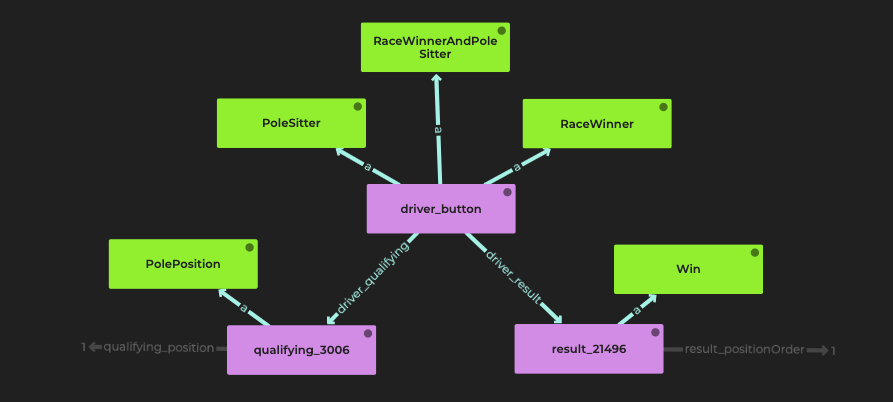 RaceWinnerAndPole
Sitter
PoleSitter
RaceWinner
a
a
a
driver_button
PolePosition
driver_qualifying
driver_result
Win
a
a
1
qualifying_position
qualifying_3006
result_21496
result_positionOrder
1